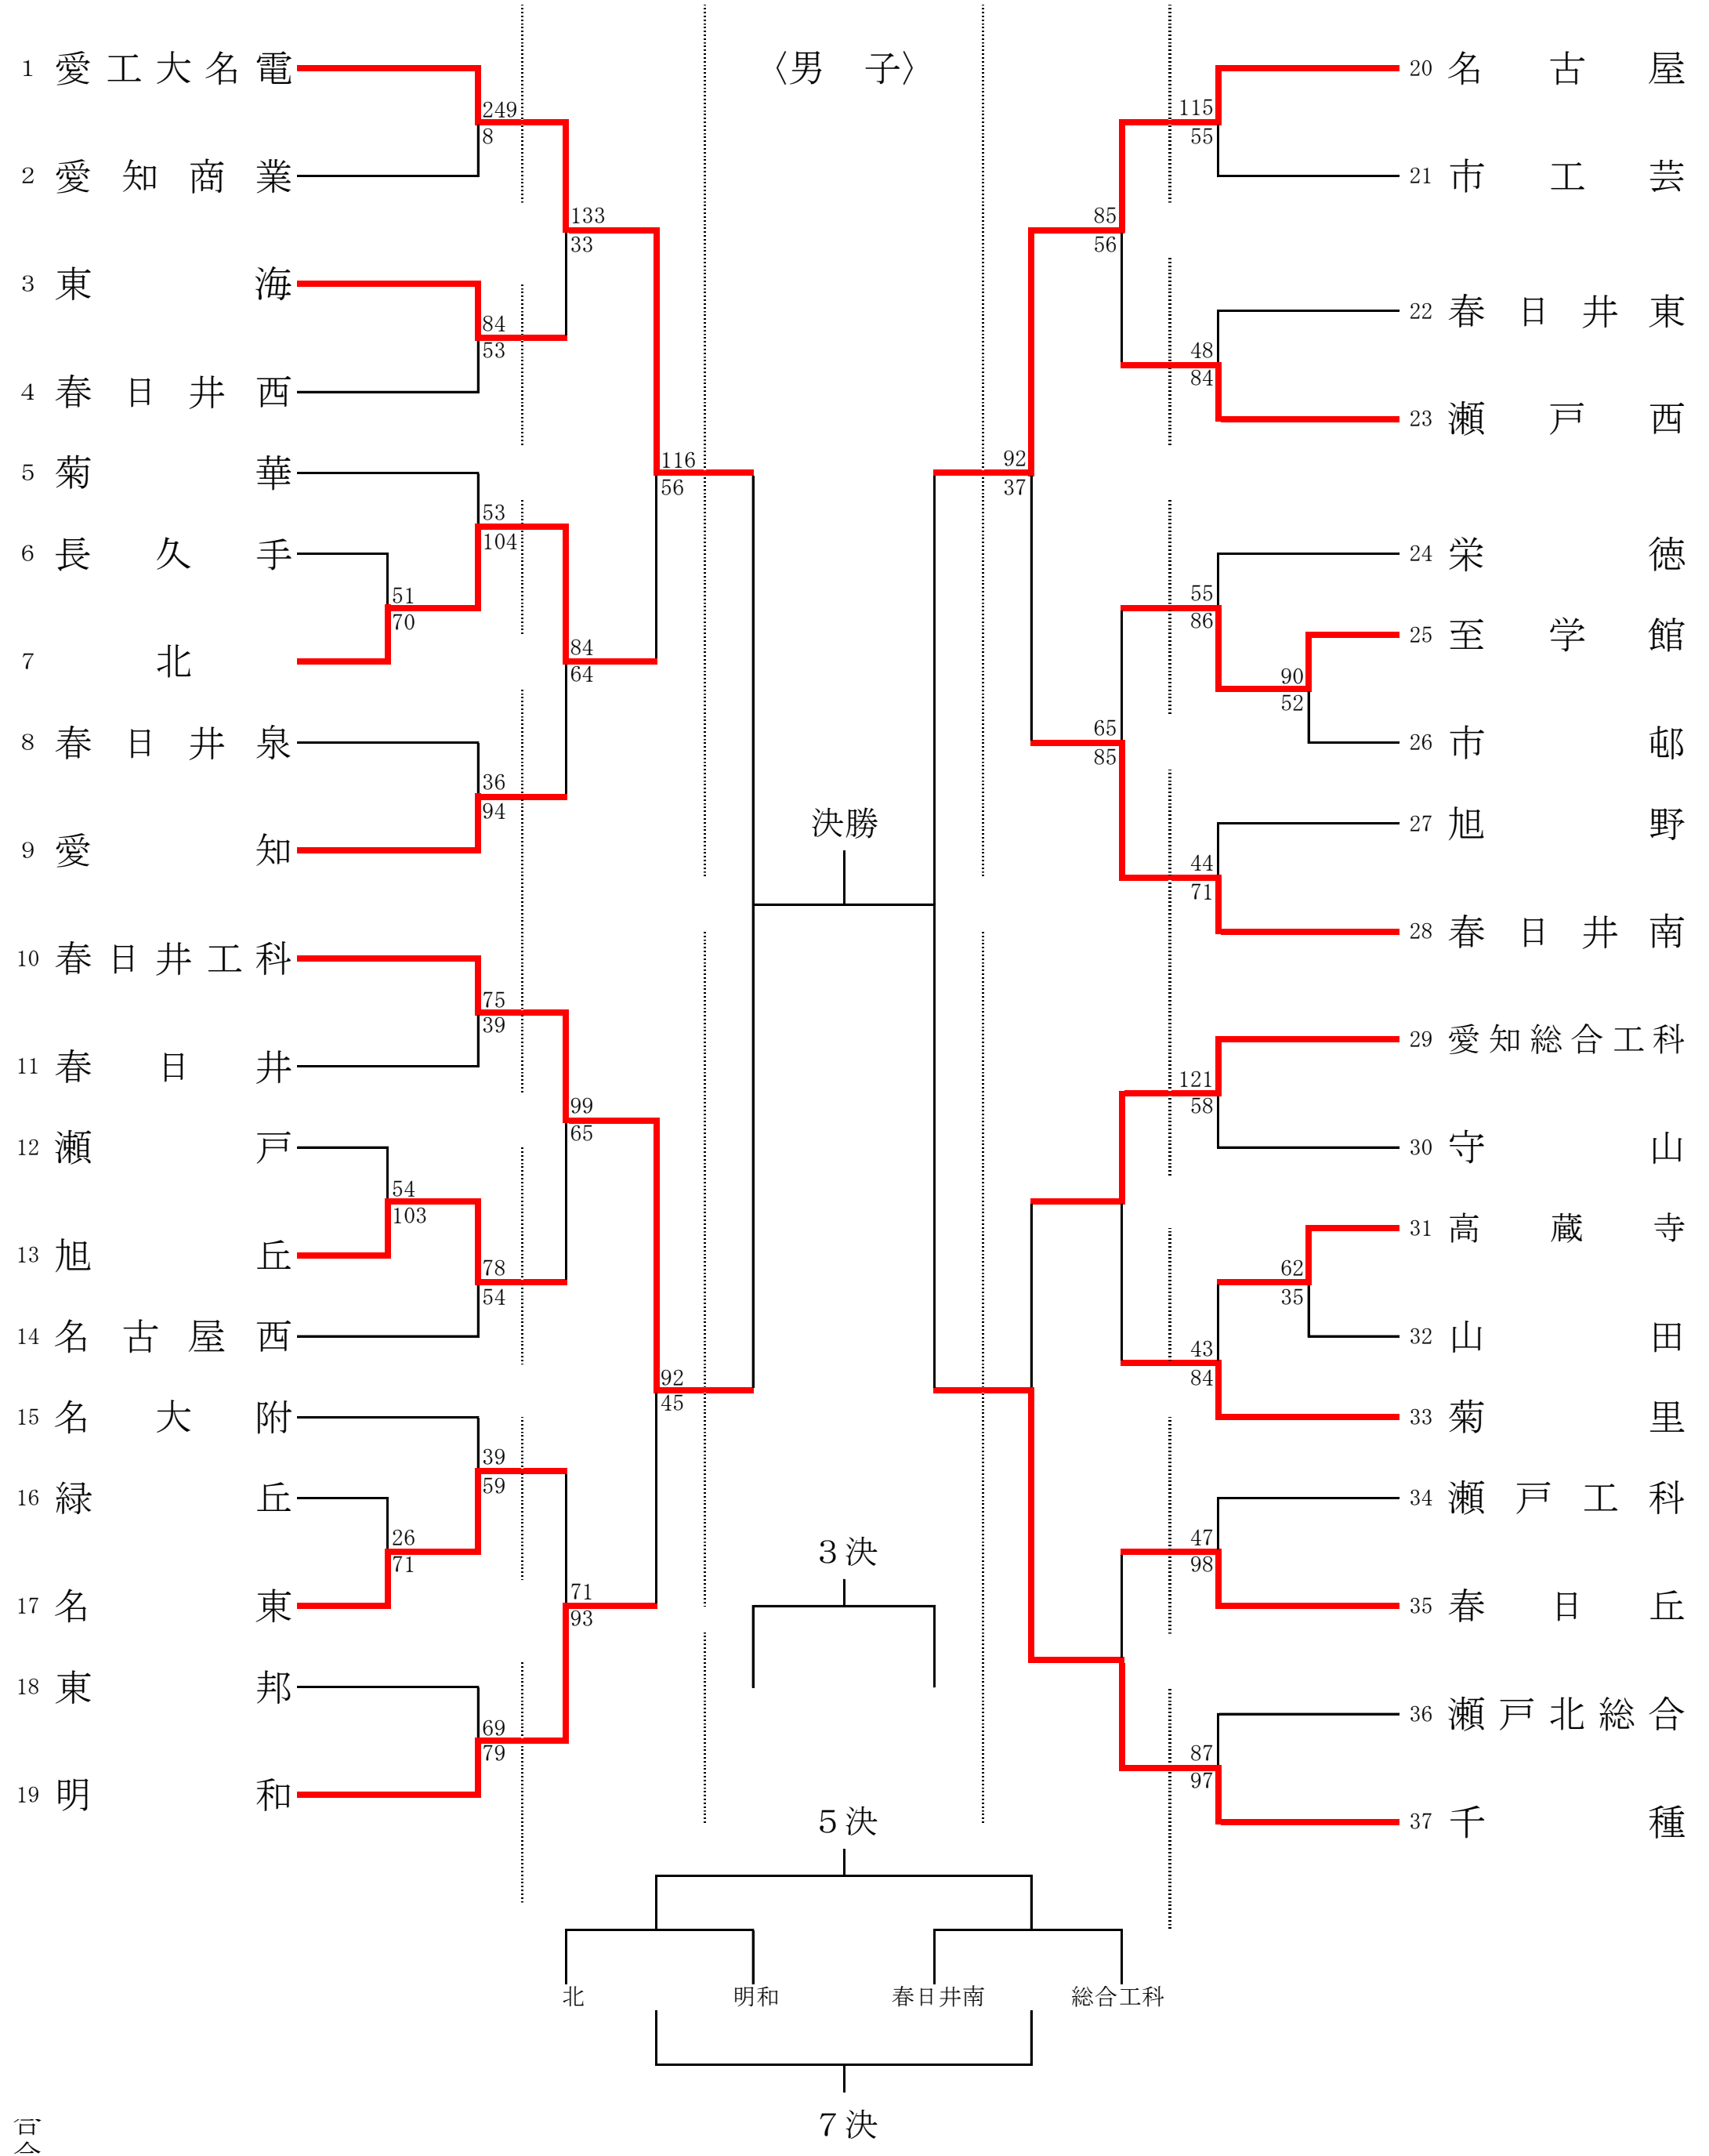 〈男 子〉
1 愛工大名電
249
8
2 愛知商業
133
33
3 東海
84
53
4 春日井西
116
56
5 菊華
53
104
6 長久手
51
70
7 北
84
64
8 春日井泉
36
94
9 愛知
10 春日井工科
75
39
11 春日井
99
65
12 瀬戸
54
103
13 旭丘
78
54
14 名古屋西
92
45
15 名大附
39
59
16 緑丘
26
71
17 名東
71
93
18 東邦
69
79
19 明和
20 名古屋
115
55
21 市工芸
85
56
22 春日井東
48
84
23 瀬戸西
92
37
24 栄徳
55
86
25 至学館
90
52
26 市邨
65
85
27 旭野
44
71
28 春日井南
29 愛知総合工科
121
58
30 守山
31 高蔵寺
62
35
32 山田
43
84
33 菊里
34 瀬戸工科
47
98
35 春日丘
36 瀬戸北総合
87
97
37 千種
決勝
3決
5決
北 明和 春日井南 総合工科
7決